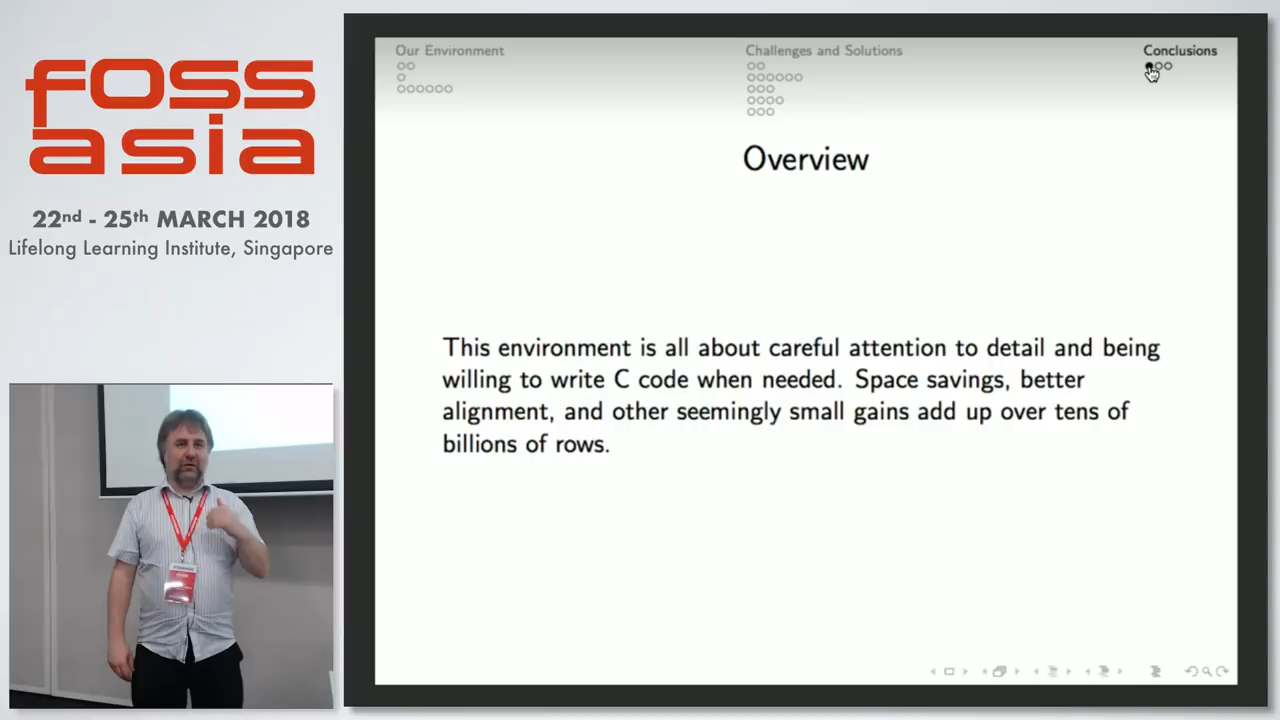 foss
asia
22nd - 25th MARCH 2018
Lifelong Learning Institute, Singapore
Our Environment
Challenges and Solutions
Conclusions
Overview
This environment is all about careful attention to detail and being
willing to write C code when needed. Space savings, better
alignment, and other seemingly small gains add up over tens of
billions of rows.